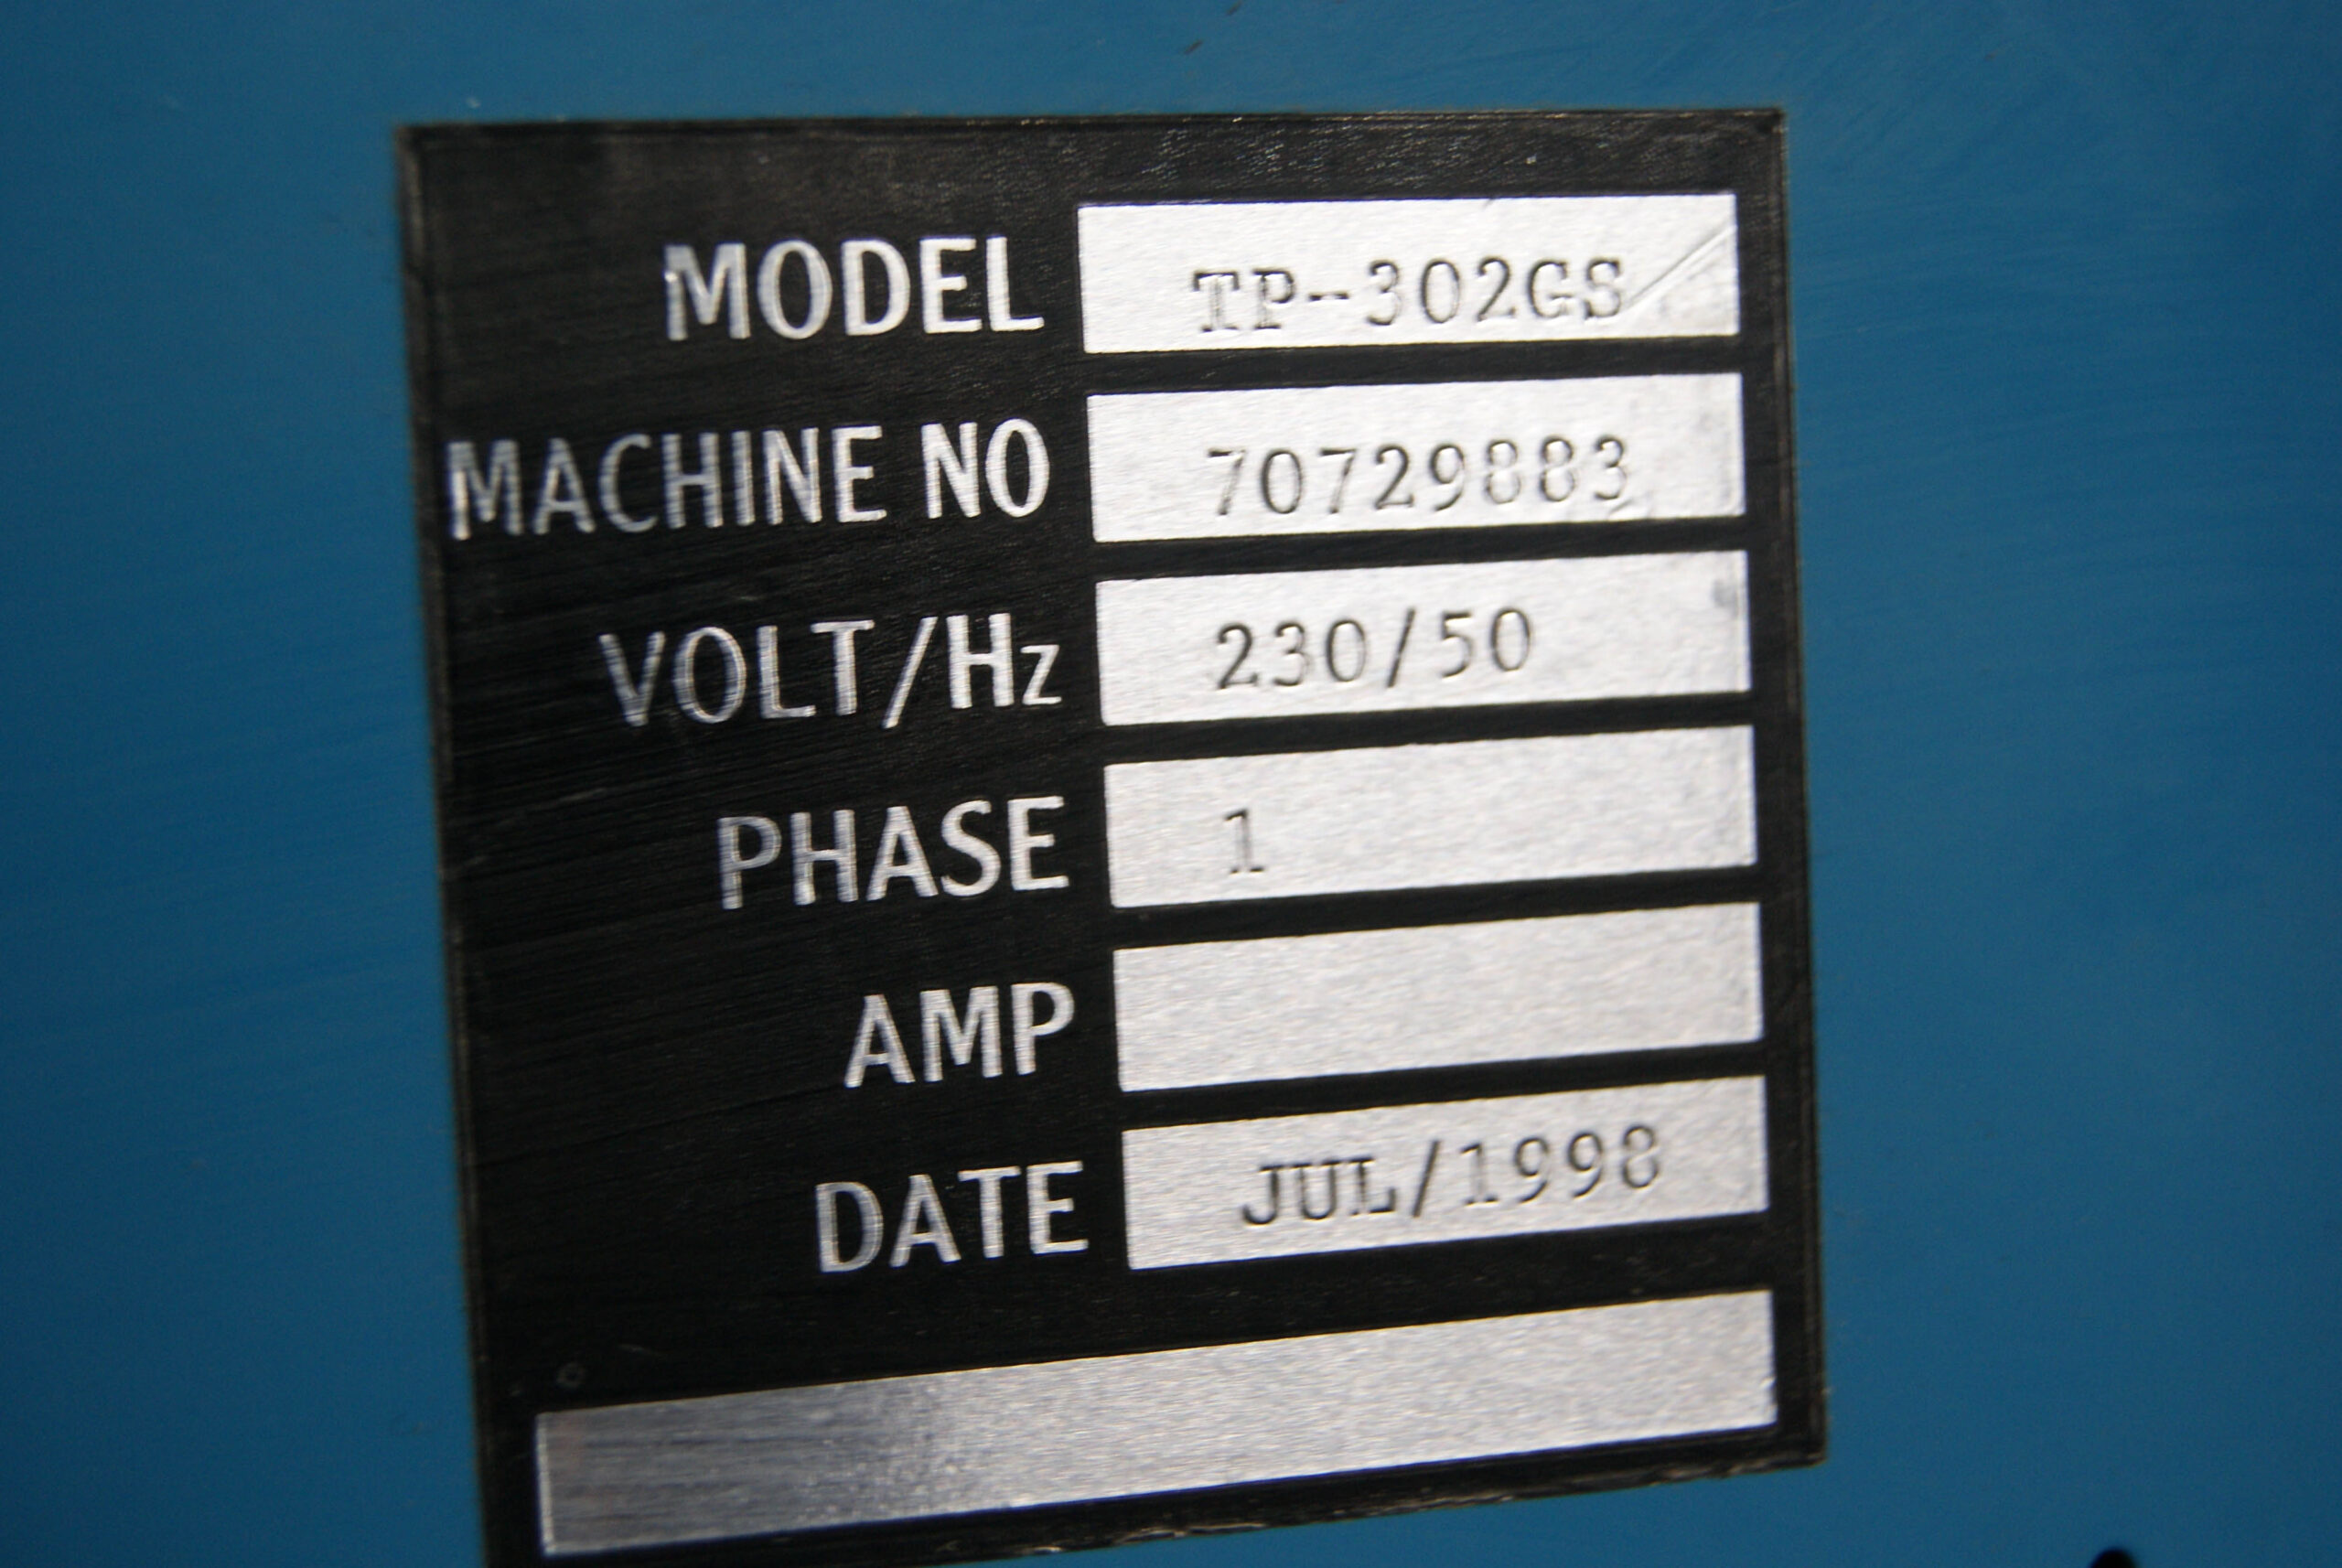 MODEL TP-302GS
MACHINE NO 70729883
VOLT/Hz 230/50
PHASE 1
AMP
DATE JUL/1998